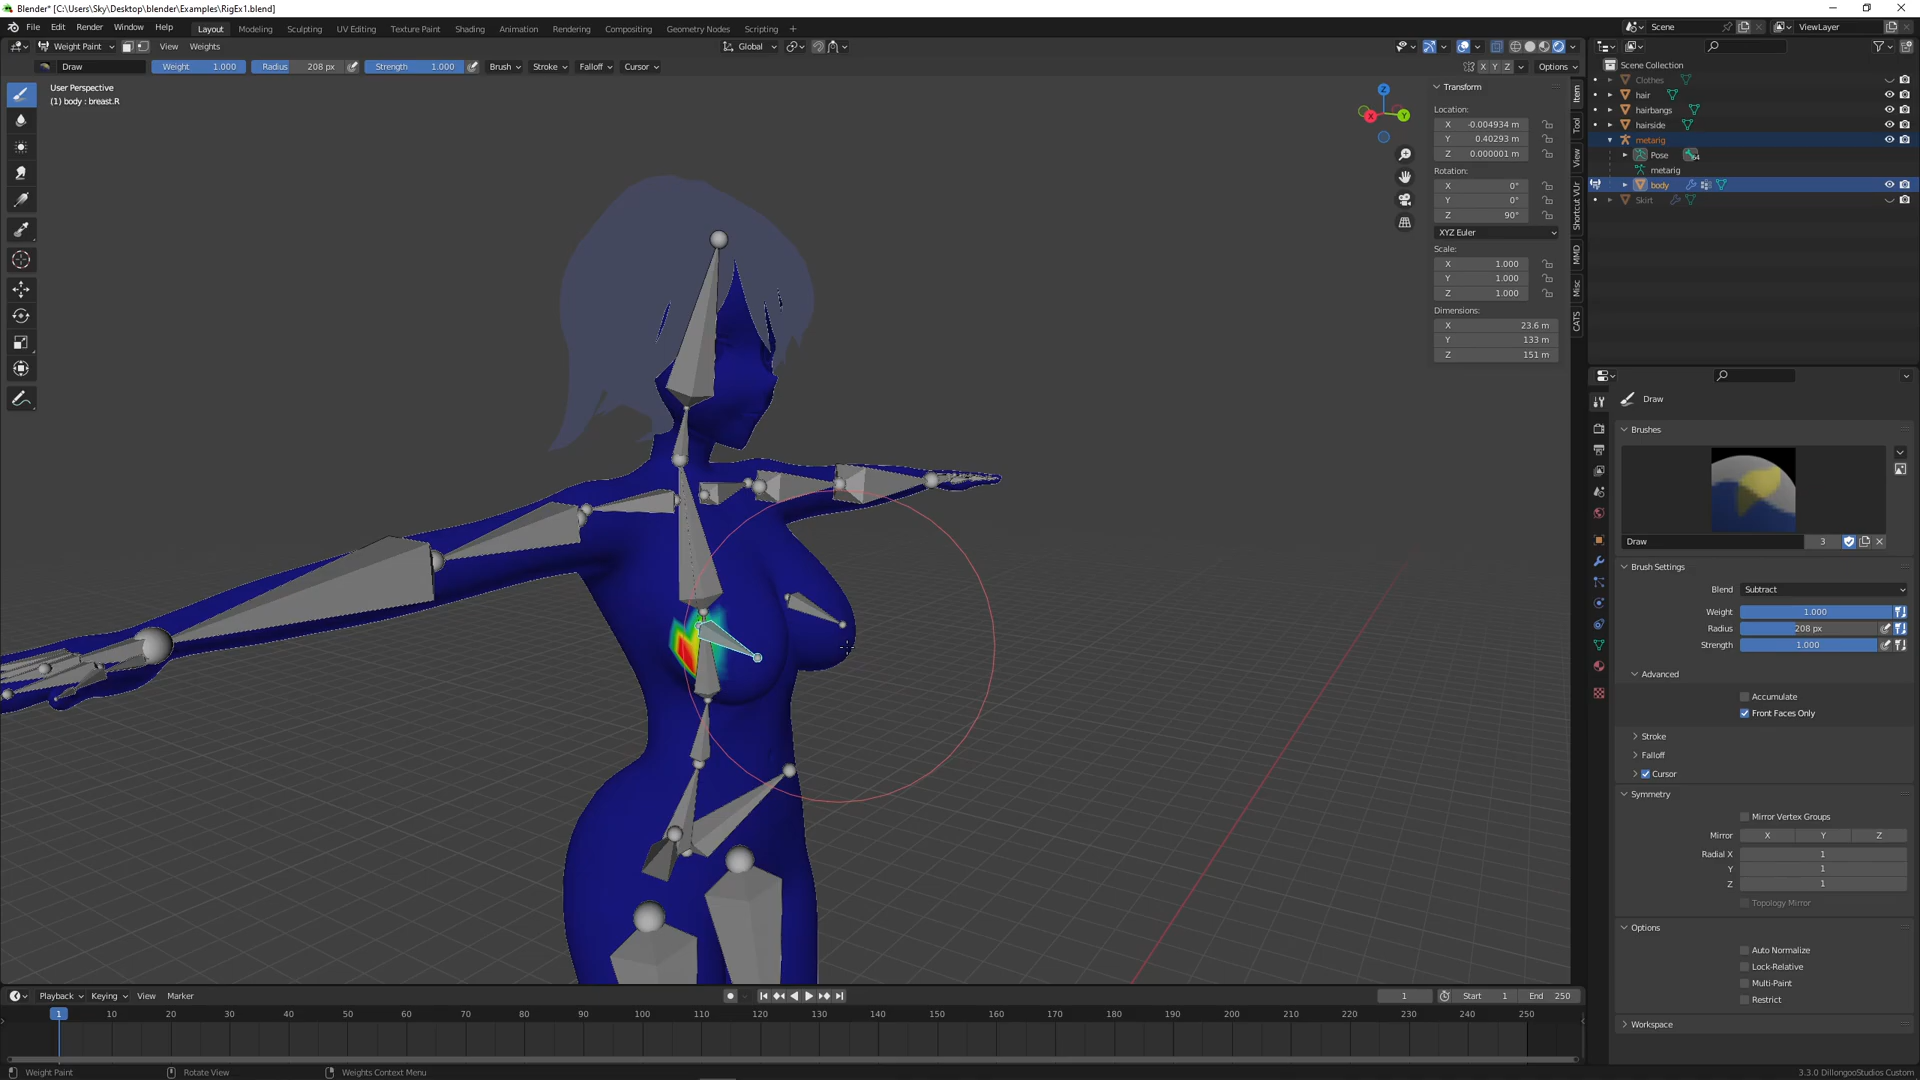 Blender* [C:\Users\Sky\Desktop\blender\Examples\RigEx1.blend]
File Edit Render Window Help Layout Modeling Sculpting UV Editing Texture Paint Shading Animation Rendering Compositing Geometry Nodes Scripting + Scene ViewLayer
Weight Paint View Weights Global
Draw Weight 1.000 Radius 208 px Strength 1.000 Brush Stroke Falloff Cursor X Y Z Options
User Perspective
(1) body : breast.R
Z
X
Y
Transform
Location:
X -0.004934 m
Y 0.40293 m
Z 0.000001 m
Rotation:
X 0°
Y 0°
Z 90°
XYZ Euler
Scale:
X 1.000
Y 1.000
Z 1.000
Dimensions:
X 23.6 m
Y 133 m
Z 151 m
Item
Tool
View
Shortcut VUr
MMD
Misc
CATS
Scene Collection
Clothes
hair
hairbangs
hairside
metarig
Pose 64
metarig
body
Skirt
Draw
Brushes
Draw 3
Brush Settings
Blend Subtract
Weight 1.000
Radius 208 px
Strength 1.000
Advanced
Accumulate
Front Faces Only
Stroke
Falloff
Cursor
Symmetry
Mirror Vertex Groups
Mirror X Y Z
Radial X 1
Y 1
Z 1
Topology Mirror
Options
Auto Normalize
Lock-Relative
Multi-Paint
Restrict
Workspace
Playback Keying View Marker 1 Start 1 End 250
1 10 20 30 40 50 60 70 80 90 100 110 120 130 140 150 160 170 180 190 200 210 220 230 240 250
Weight Paint Rotate View Weights Context Menu 3.3.0 DillongooStudios Custom